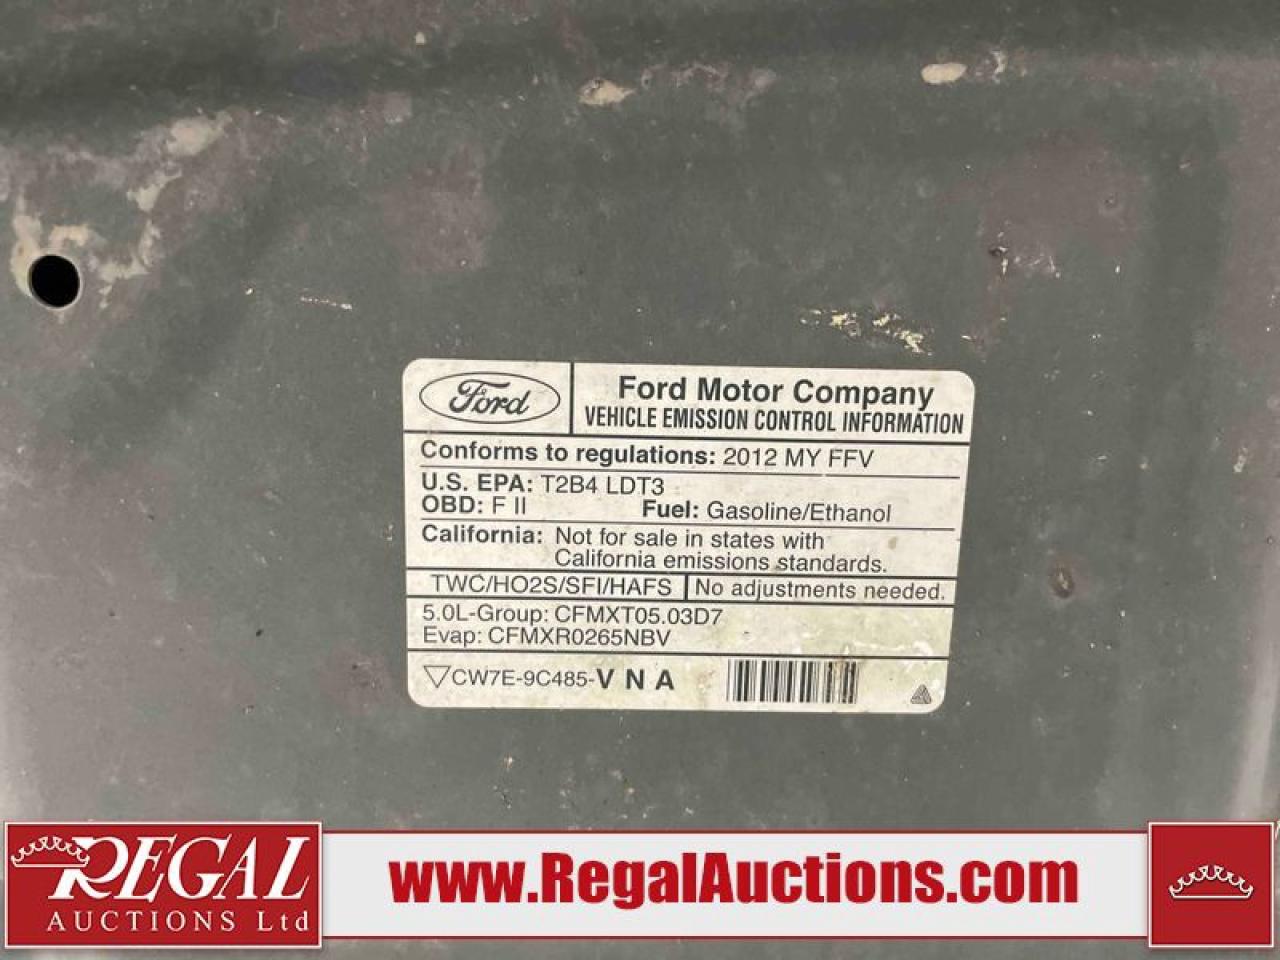 Ford
Ford Motor Company
VEHICLE EMISSION CONTROL INFORMATION
Conforms to regulations: 2012 MY FFV
U.S. EPA: T2B4 LDT3
OBD: F II Fuel: Gasoline/Ethanol
California: Not for sale in states with
California emissions standards.
TWC/HO2S/SFI/HAFS No adjustments needed.
5.0L-Group: CFMXT05.03D7
Evap: CFMXR0265NBV
CW7E-9C485-VNA
REGAL
AUCTIONS Ltd
www.RegalAuctions.com